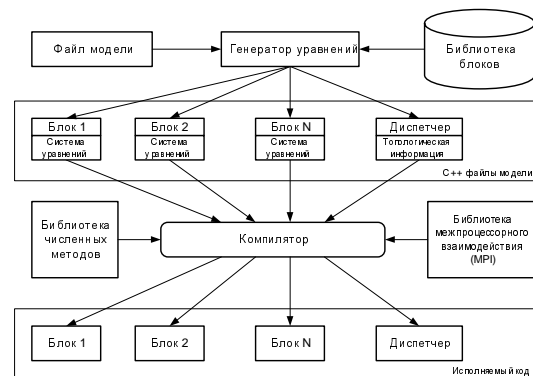 Файл модели
Генератор уравнений
Библиотека
блоков
Блок 1
Система
уравнений
Блок 2
Система
уравнений
Блок N
Система
уравнений
Диспетчер
Топологическая
информация
C++ файлы модели
Библиотека
численных
методов
Компилятор
Библиотека
межпроцессорного
взаимодействия
(MPI)
Блок 1
Блок 2
Блок N
Диспетчер
Исполняемый код